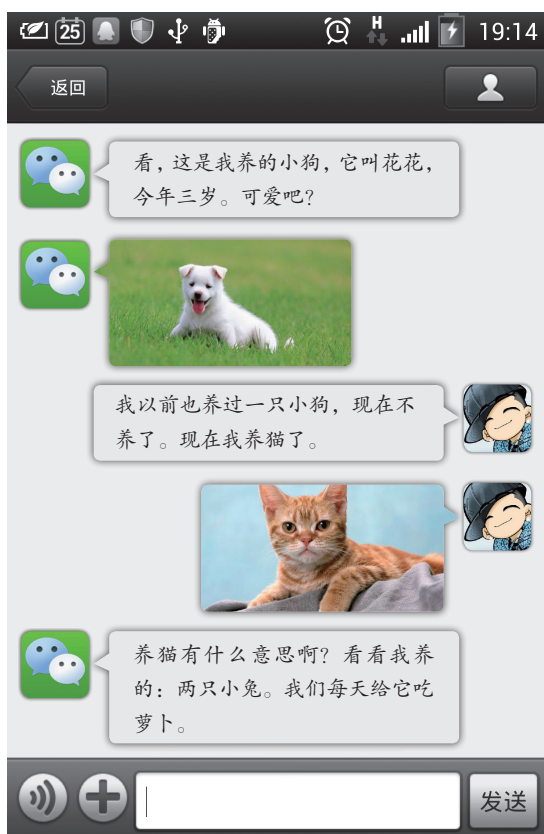 25
H
19:14
返回
看，这是我养的小狗，它叫花花，
今年三岁。可爱吧？
我以前也养过一只小狗，现在不
养了。现在我养猫了。
养猫有什么意思啊？看看我养
的：两只小兔。我们每天给它吃
萝卜。
发送